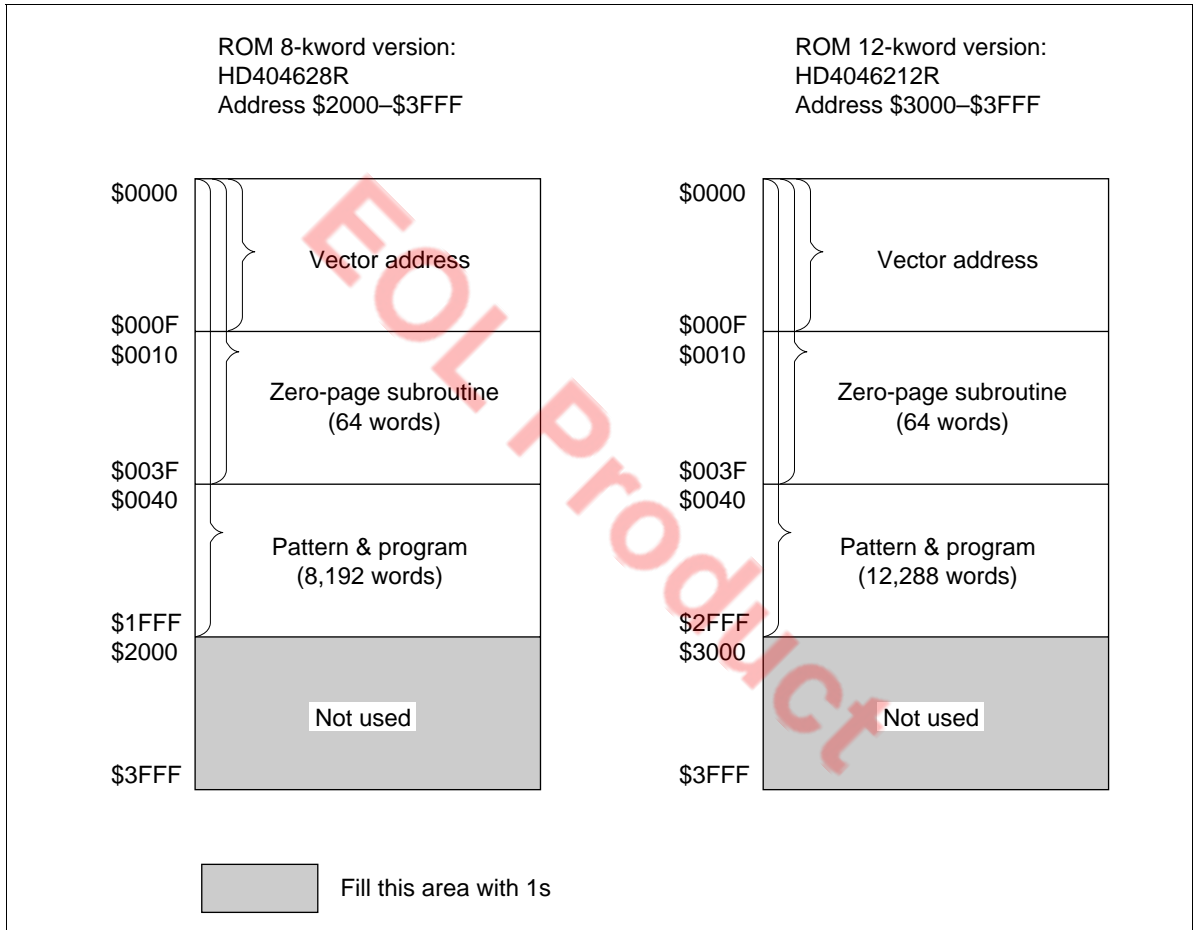 ROM 8-kword version:
HD404628R
Address $2000–$3FFF
ROM 12-kword version:
HD4046212R
Address $3000–$3FFF
$0000
Vector address
$000F
$0010
Zero-page subroutine
(64 words)
$003F
$0040
Pattern & program
(8,192 words)
$1FFF
$2000
Not used
$3FFF
$0000
Vector address
$000F
$0010
Zero-page subroutine
(64 words)
$003F
$0040
Pattern & program
(12,288 words)
$2FFF
$3000
Not used
$3FFF
Fill this area with 1s
EOL Product